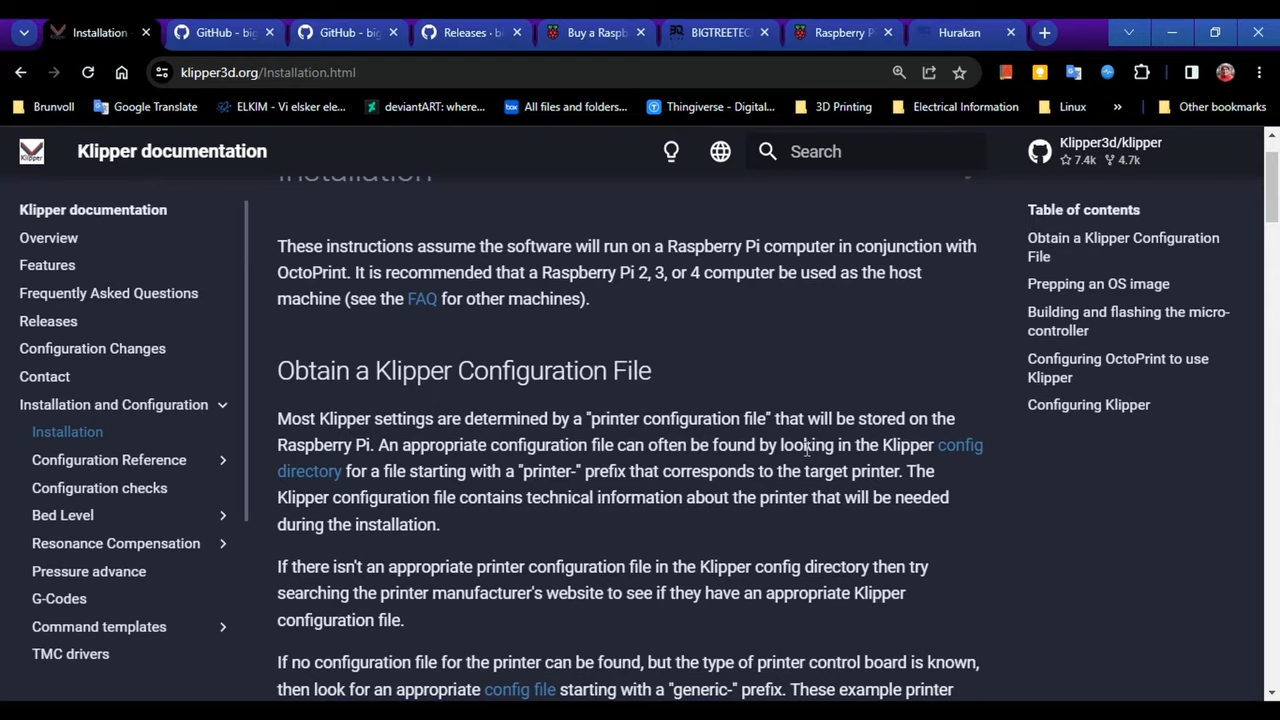 Installation
GitHub - big
GitHub - big
Releases · bi
Buy a Raspb
BIGTREETEC
Raspberry P
Hurakan
klipper3d.org/Installation.html
Brunvoll
Google Translate
ELKIM - Vi elsker ele...
deviantART: where...
All files and folders...
Thingiverse - Digital...
3D Printing
Electrical Information
Linux
»
Other bookmarks
Klipper
Klipper documentation
Search
Klipper3d/klipper
7.4k 4.7k
Klipper documentation
Overview
Features
Frequently Asked Questions
Releases
Configuration Changes
Contact
Installation and Configuration
Installation
Configuration Reference
Configuration checks
Bed Level
Resonance Compensation
Pressure advance
G-Codes
Command templates
TMC drivers
Installation
These instructions assume the software will run on a Raspberry Pi computer in conjunction with
OctoPrint. It is recommended that a Raspberry Pi 2, 3, or 4 computer be used as the host
machine (see the FAQ for other machines).
Obtain a Klipper Configuration File
Most Klipper settings are determined by a "printer configuration file" that will be stored on the
Raspberry Pi. An appropriate configuration file can often be found by looking in the Klipper config
directory for a file starting with a "printer-" prefix that corresponds to the target printer. The
Klipper configuration file contains technical information about the printer that will be needed
during the installation.
If there isn't an appropriate printer configuration file in the Klipper config directory then try
searching the printer manufacturer's website to see if they have an appropriate Klipper
configuration file.
If no configuration file for the printer can be found, but the type of printer control board is known,
then look for an appropriate config file starting with a "generic-" prefix. These example printer
Table of contents
Obtain a Klipper Configuration
File
Prepping an OS image
Building and flashing the micro-
controller
Configuring OctoPrint to use
Klipper
Configuring Klipper